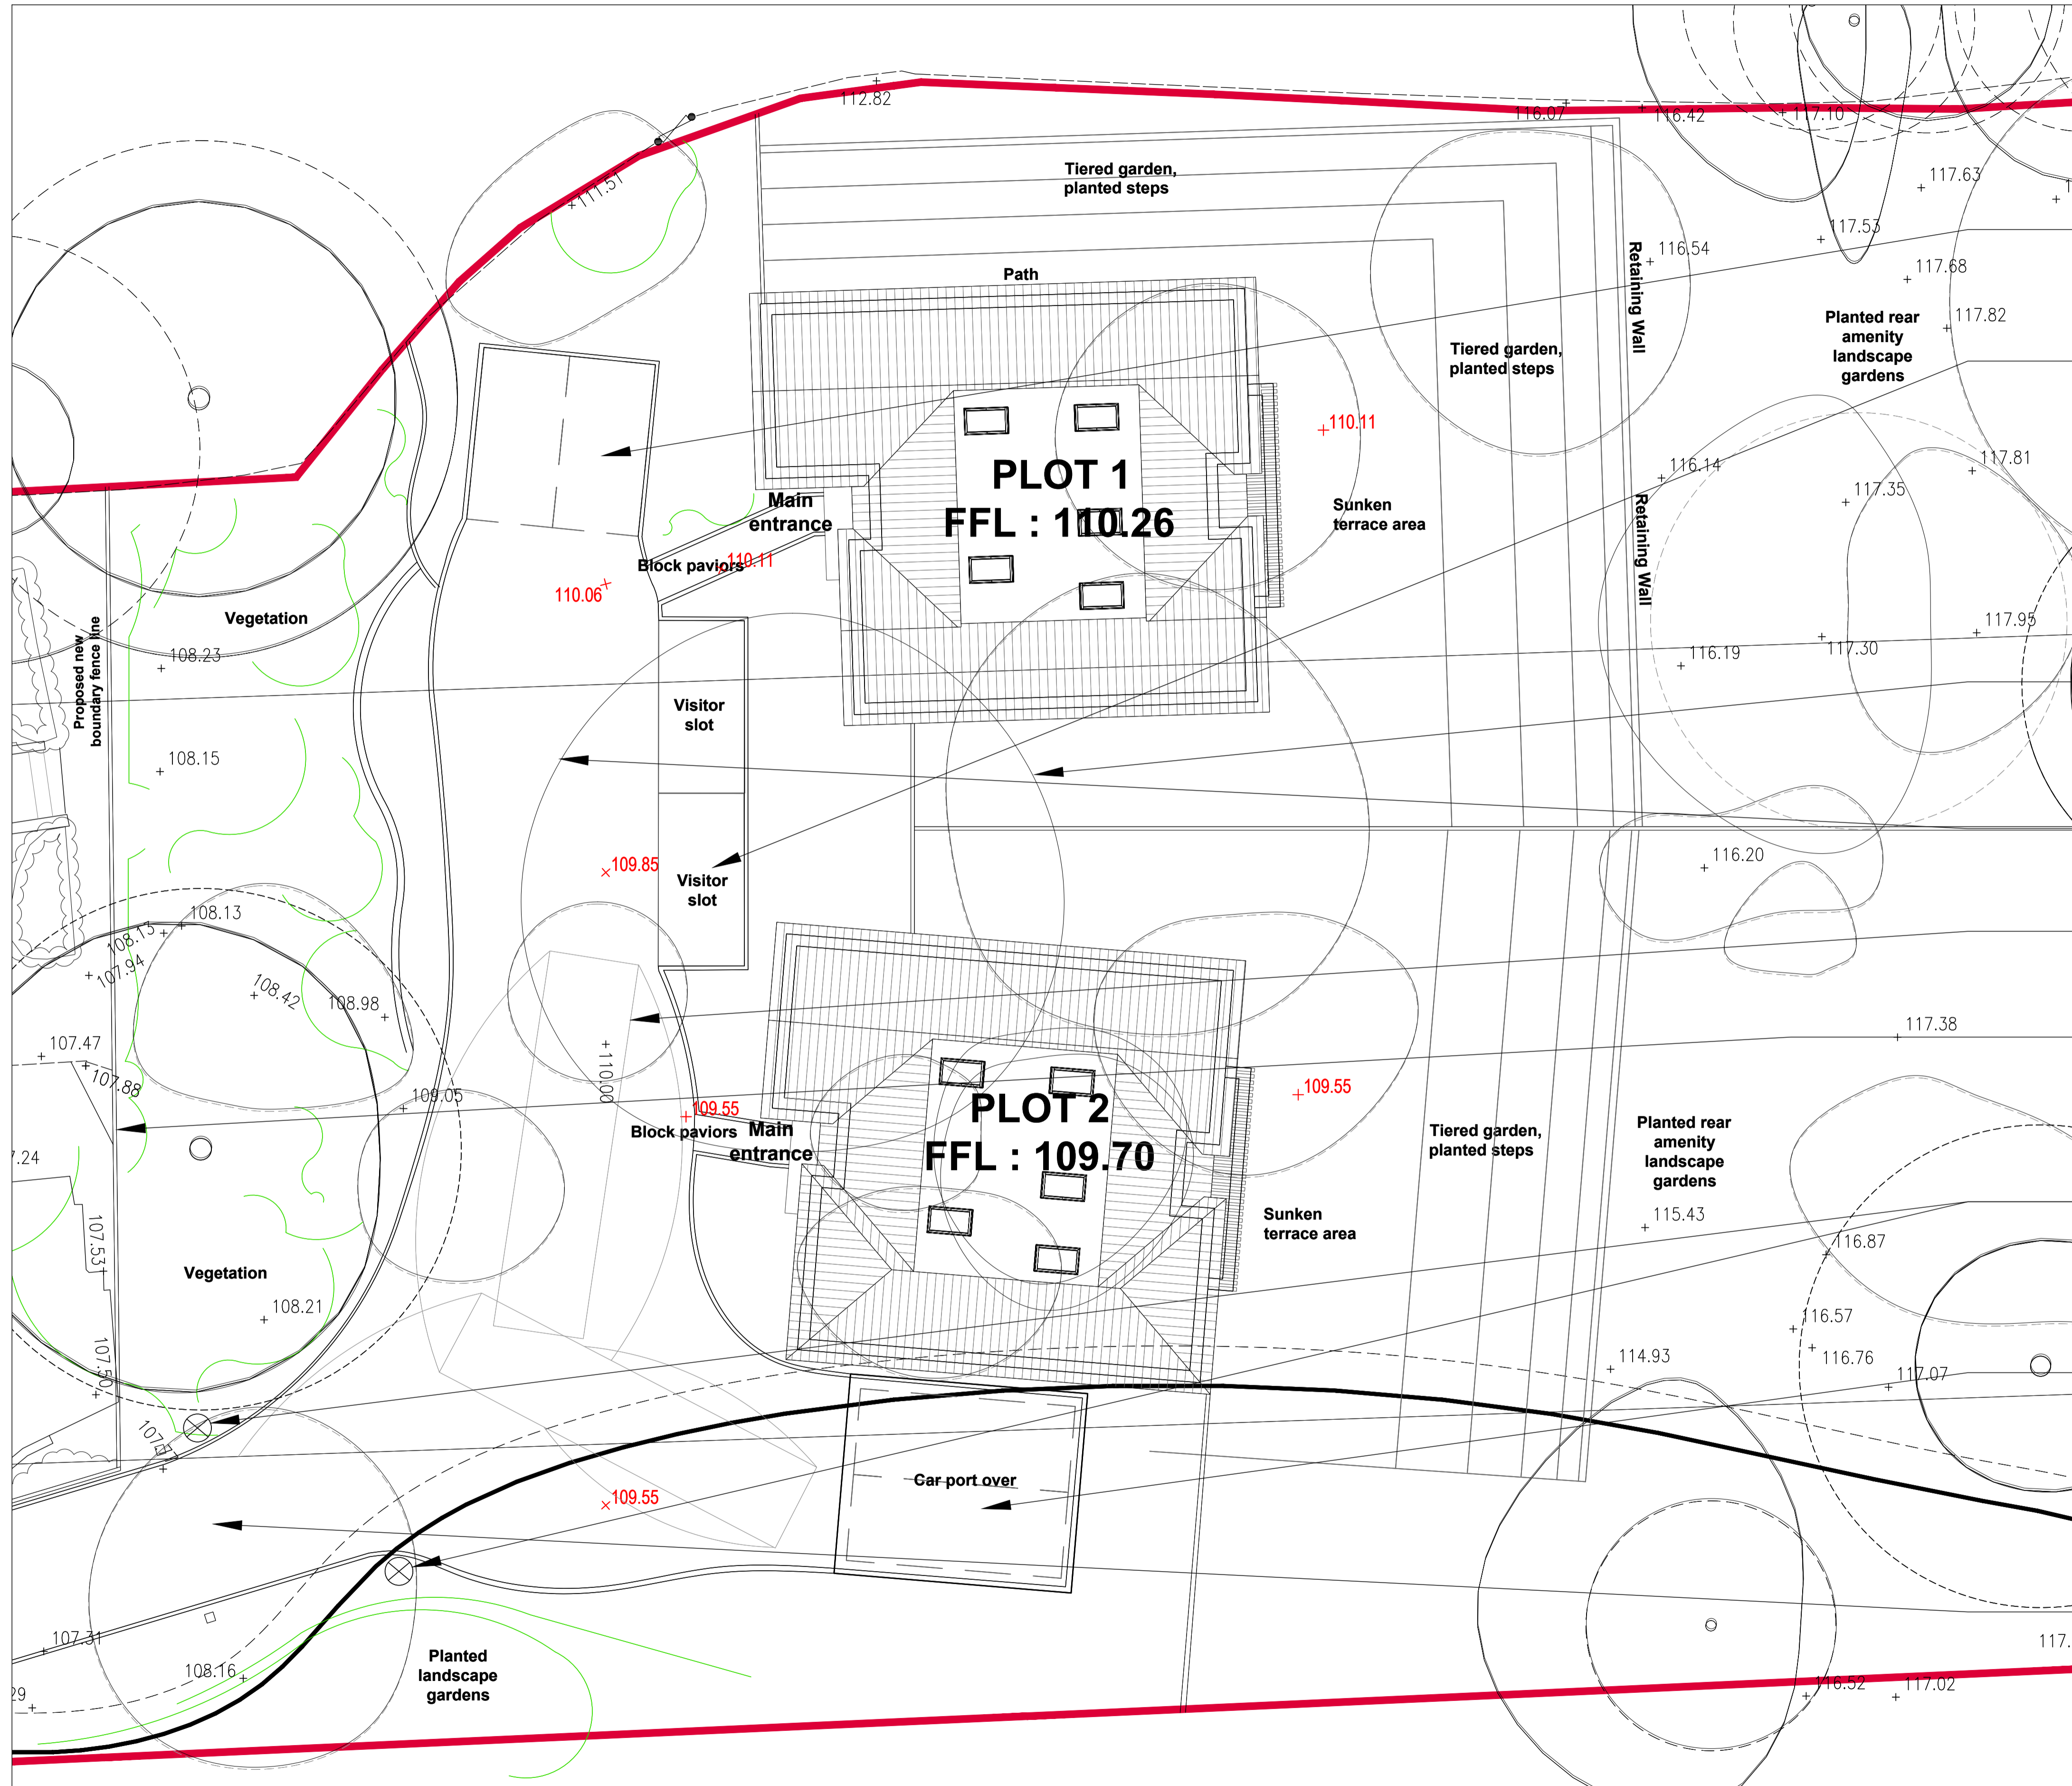 112.82
116.07
116.42
117.10
111.51
Tiered garden,
planted steps
117.63
117.53
116.54
117.68
Path
Retaining Wall
117.82
Planted rear
amenity
landscape
gardens
Tiered garden,
planted steps
110.11
PLOT 1
FFL : 110.26
116.14
117.81
117.35
Main
entrance
Sunken
terrace area
Retaining Wall
Block paviors
110.11
110.06
Vegetation
117.95
117.30
116.19
108.23
Proposed new
boundary fence line
Visitor
slot
108.15
109.85
Visitor
slot
116.20
108.13
108.13
107.94
108.42
108.98
117.38
107.47
107.88
110.00
109.05
109.55
109.55
PLOT 2
FFL : 109.70
Block paviors
Main
entrance
Tiered garden,
planted steps
Planted rear
amenity
landscape
gardens
7.24
107.53
Sunken
terrace area
115.43
116.87
Vegetation
108.21
116.57
116.76
114.93
117.07
107.50
Car port over
109.55
107.31
108.16
Planted
landscape
gardens
117.
29
116.52
117.02